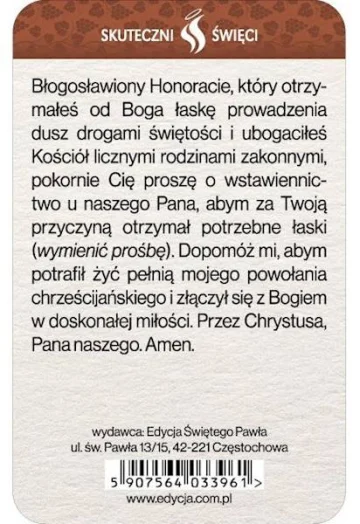 SKUTECZNI ŚWIĘCI
Błogosławiony Honoracie, który otrzy-
małeś od Boga łaskę prowadzenia
dusz drogami świętości i ubogaciłeś
Kościół licznymi rodzinami zakonnymi,
pokornie Cię proszę o wstawiennic-
two u naszego Pana, abym za Twoją
przyczyną otrzymał potrzebne łaski
(wymienić prośbę). Dopomóż mi, abym
potrafił żyć pełnią mojego powołania
chrześcijańskiego i złączył się z Bogiem
w doskonałej miłości. Przez Chrystusa,
Pana naszego. Amen.
wydawca: Edycja Świętego Pawła
ul. św. Pawła 13/15, 42-221 Częstochowa
5 907564 033961 >
www.edycja.com.pl